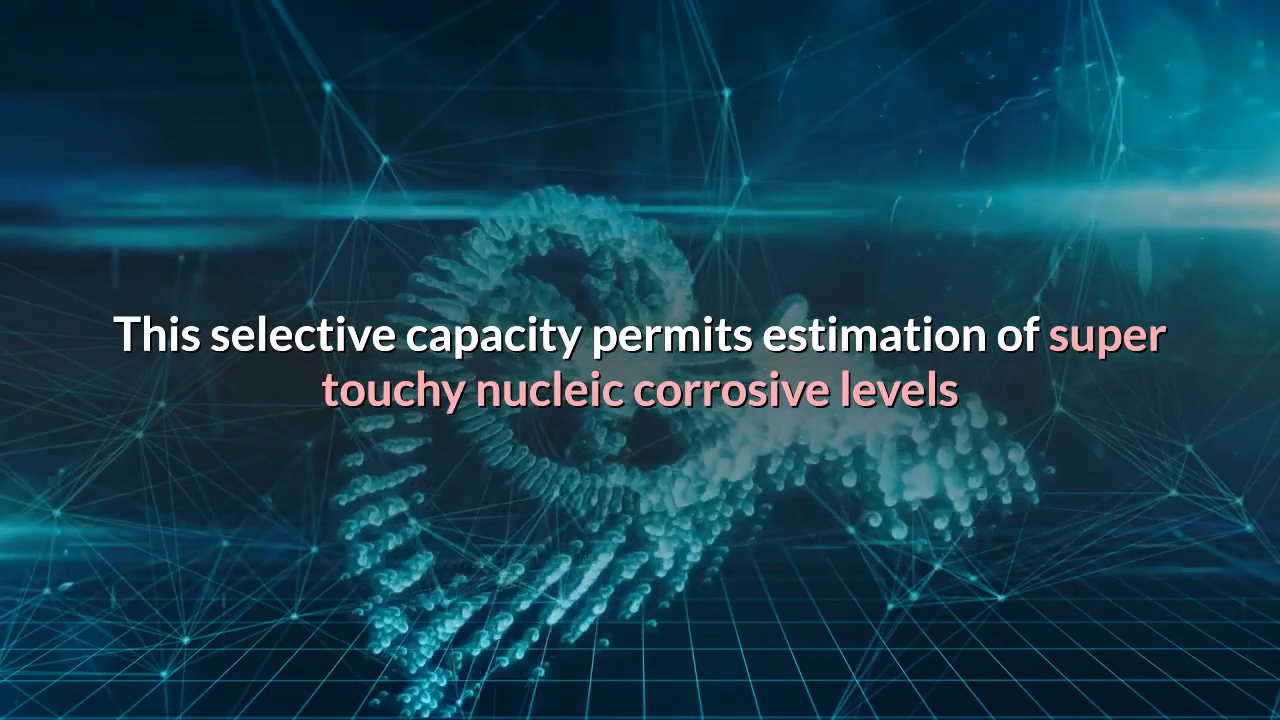 This selective capacity permits estimation of super
touchy nucleic corrosive levels